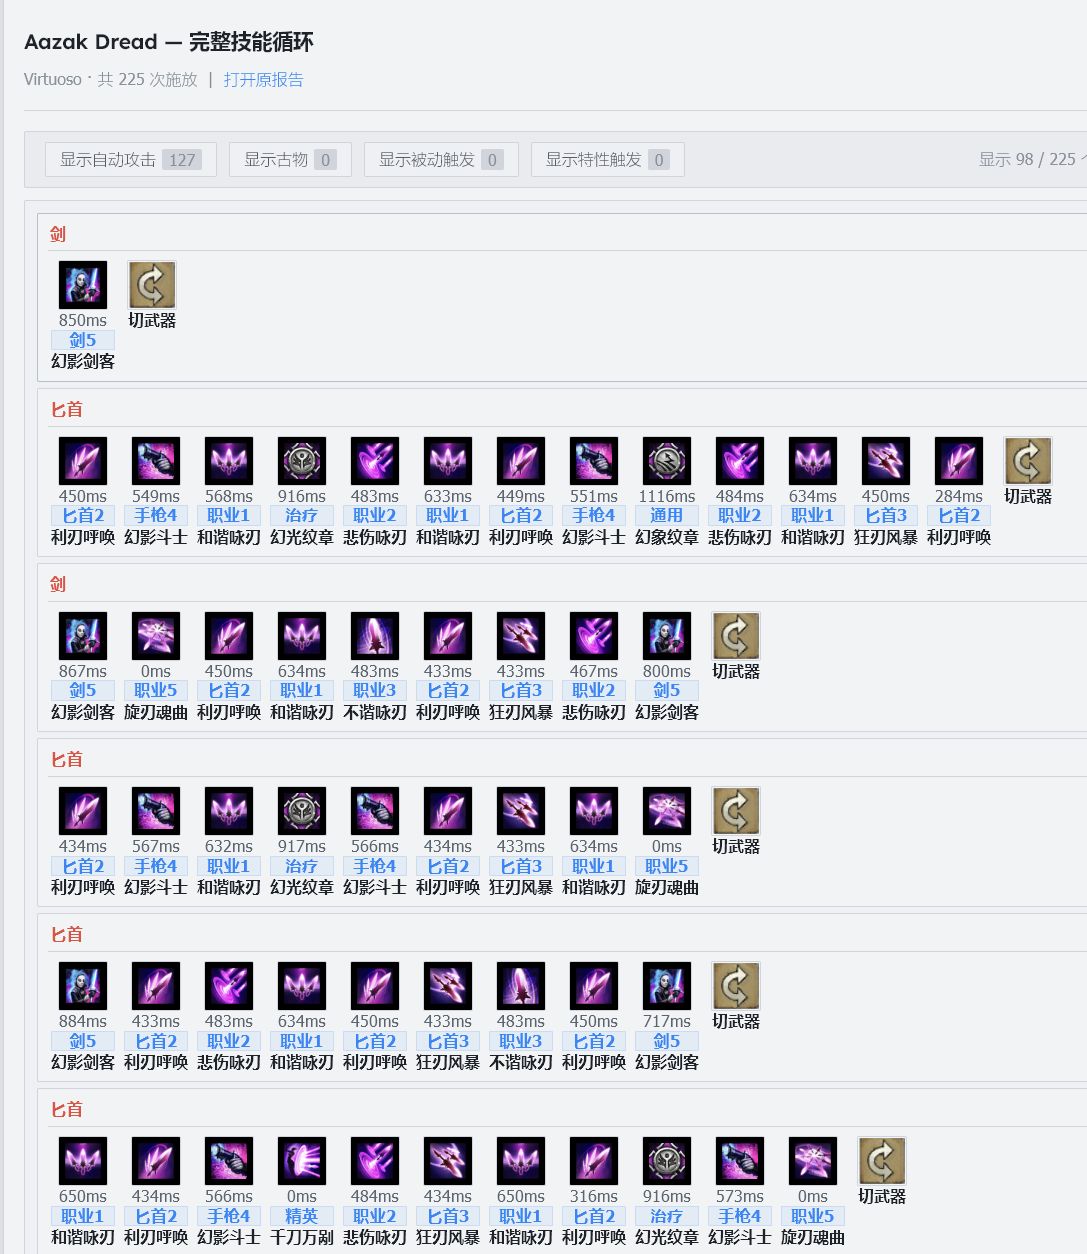 Aazak Dread — 完整技能循环
Virtuoso · 共 225 次施放 | 打开原报告
显示自动攻击 127 显示古物 0 显示被动触发 0 显示特性触发 0 显示 98 / 225
剑
850ms 切武器
剑5
幻影剑客
匕首
450ms 549ms 568ms 916ms 483ms 633ms 449ms 551ms 1116ms 484ms 634ms 450ms 284ms 切武器
匕首2 手枪4 职业1 治疗 职业2 职业1 匕首2 手枪4 通用 职业2 职业1 匕首3 匕首2
利刃呼唤 幻影斗士 和谐咏刃 幻光纹章 悲伤咏刃 和谐咏刃 利刃呼唤 幻影斗士 幻象纹章 悲伤咏刃 和谐咏刃 狂刃风暴 利刃呼唤
剑
867ms 0ms 450ms 634ms 483ms 433ms 433ms 467ms 800ms 切武器
剑5 职业5 匕首2 职业1 职业3 匕首2 匕首3 职业2 剑5
幻影剑客 旋刃魂曲 利刃呼唤 和谐咏刃 不谐咏刃 利刃呼唤 狂刃风暴 悲伤咏刃 幻影剑客
匕首
434ms 567ms 632ms 917ms 566ms 434ms 433ms 634ms 0ms 切武器
匕首2 手枪4 职业1 治疗 手枪4 匕首2 匕首3 职业1 职业5
利刃呼唤 幻影斗士 和谐咏刃 幻光纹章 幻影斗士 利刃呼唤 狂刃风暴 和谐咏刃 旋刃魂曲
匕首
884ms 433ms 483ms 634ms 450ms 433ms 483ms 450ms 717ms 切武器
剑5 匕首2 职业2 职业1 匕首2 匕首3 职业3 匕首2 剑5
幻影剑客 利刃呼唤 悲伤咏刃 和谐咏刃 利刃呼唤 狂刃风暴 不谐咏刃 利刃呼唤 幻影剑客
匕首
650ms 434ms 566ms 0ms 484ms 434ms 650ms 316ms 916ms 573ms 0ms 切武器
职业1 匕首2 手枪4 精英 职业2 匕首3 职业1 匕首2 治疗 手枪4 职业5
和谐咏刃 利刃呼唤 幻影斗士 千刀万剐 悲伤咏刃 狂刃风暴 和谐咏刃 利刃呼唤 幻光纹章 幻影斗士 旋刃魂曲